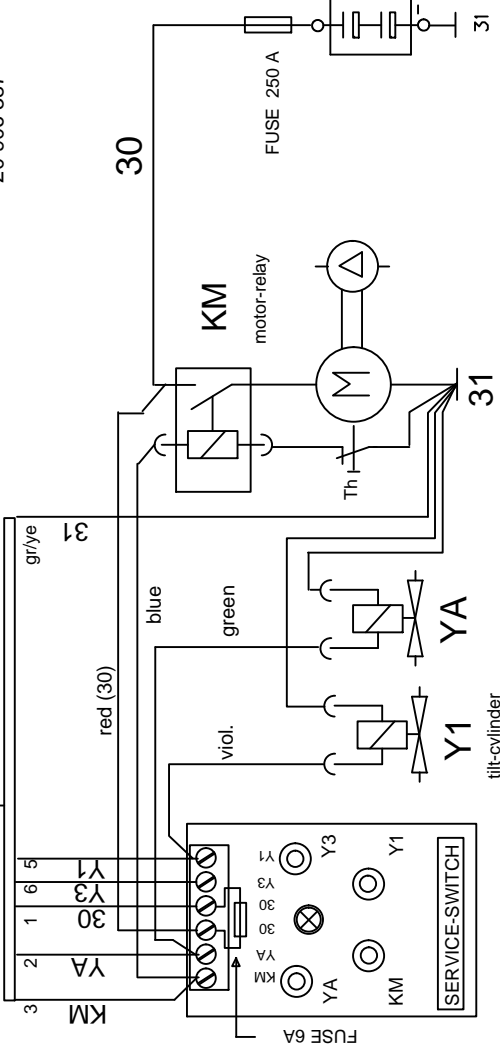 30
FUSE 250 A
31
KM
motor-relay
M
Th
31
gr/ye
31
red (30)
blue
green
viol.
YA
Y1
tilt-cylinder
5
Y1
6
Y3
1
30
2
YA
3
KM
Y1
Y3
30
30
YA
KM
Y3
Y1
YA
KM
SERVICE-SWITCH
FUSE 6A